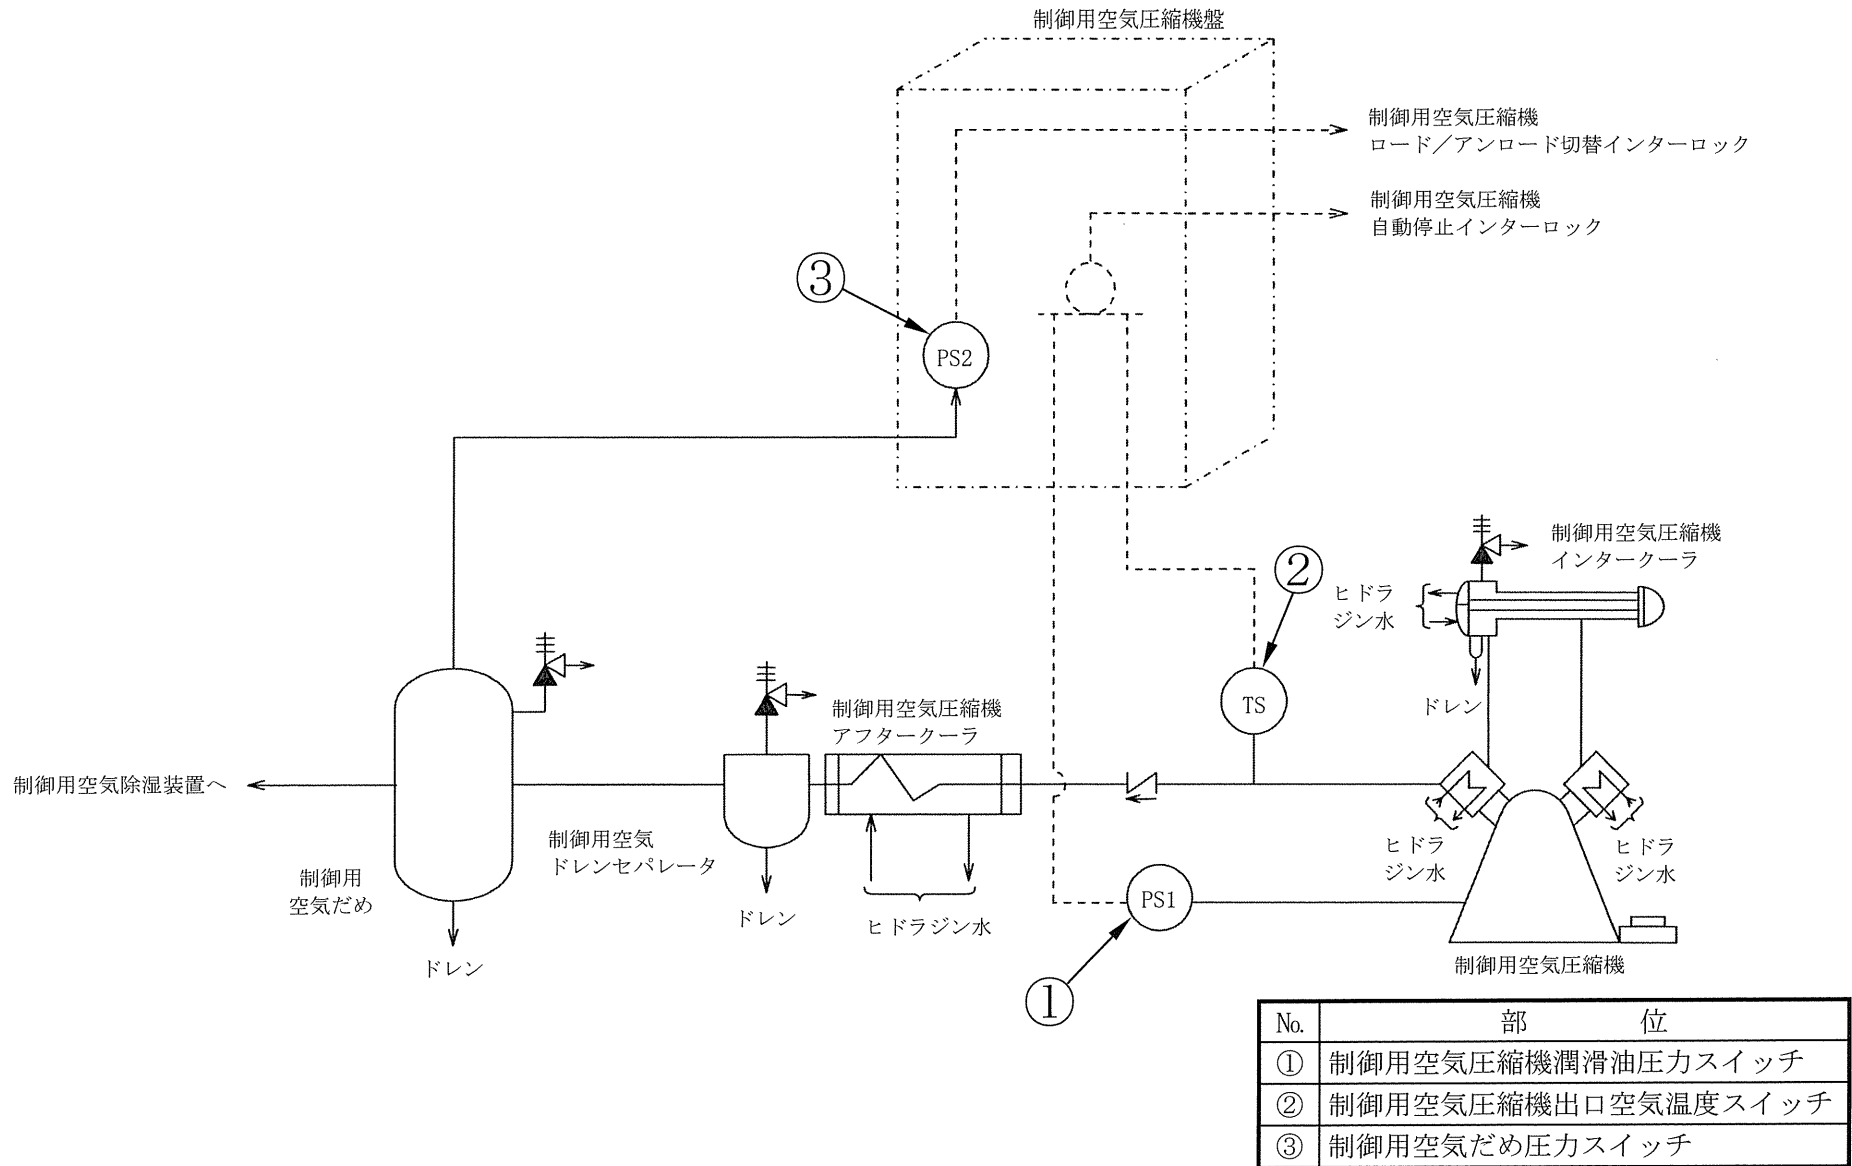 制御用空気圧縮機盤
制御用空気圧縮機
ロード／アンロード切替インターロック
制御用空気圧縮機
自動停止インターロック
③
PS2
制御用空気圧縮機
インタークーラ
②
ヒドラ
ジン水
TS
ドレン
制御用空気圧縮機
アフタークーラ
制御用空気除湿装置へ
制御用空気
ドレンセパレータ
ヒドラ
ジン水
ヒドラ
ジン水
制御用
空気だめ
PS1
ドレン
ヒドラジン水
ドレン
制御用空気圧縮機
①
№ 部 位
① 制御用空気圧縮機潤滑油圧力スイッチ
② 制御用空気圧縮機出口空気温度スイッチ
③ 制御用空気だめ圧力スイッチ